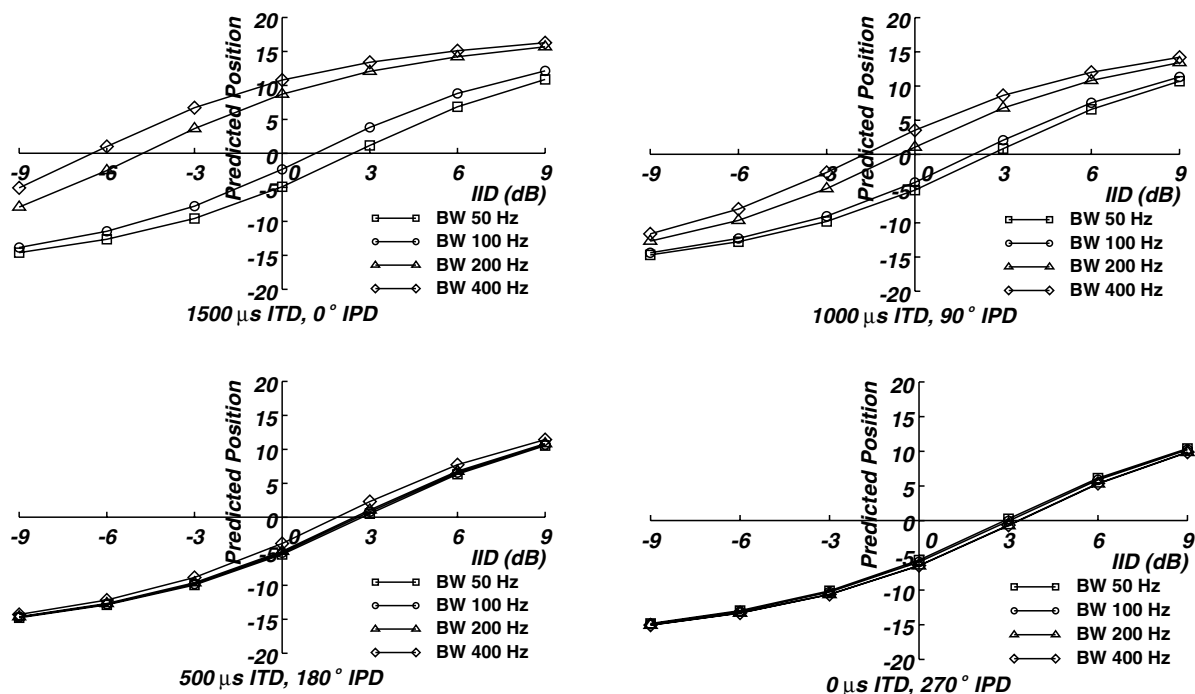 20
15
10
5
0
-5
-10
-15
-20
-9
-6
-3
0
3
6
9
Predicted Position
IID (dB)
BW 50 Hz
BW 100 Hz
BW 200 Hz
BW 400 Hz
1500 μs ITD, 0° IPD
20
15
10
5
0
-5
-10
-15
-20
-9
-6
-3
0
3
6
9
Predicted Position
IID (dB)
BW 50 Hz
BW 100 Hz
BW 200 Hz
BW 400 Hz
1000 μs ITD, 90° IPD
20
15
10
5
0
-5
-10
-15
-20
-9
-6
-3
0
3
6
9
Predicted Position
IID (dB)
BW 50 Hz
BW 100 Hz
BW 200 Hz
BW 400 Hz
500 μs ITD, 180° IPD
20
15
10
5
0
-5
-10
-15
-20
-9
-6
-3
0
3
6
9
Predicted Position
IID (dB)
BW 50 Hz
BW 100 Hz
BW 200 Hz
BW 400 Hz
0 μs ITD, 270° IPD